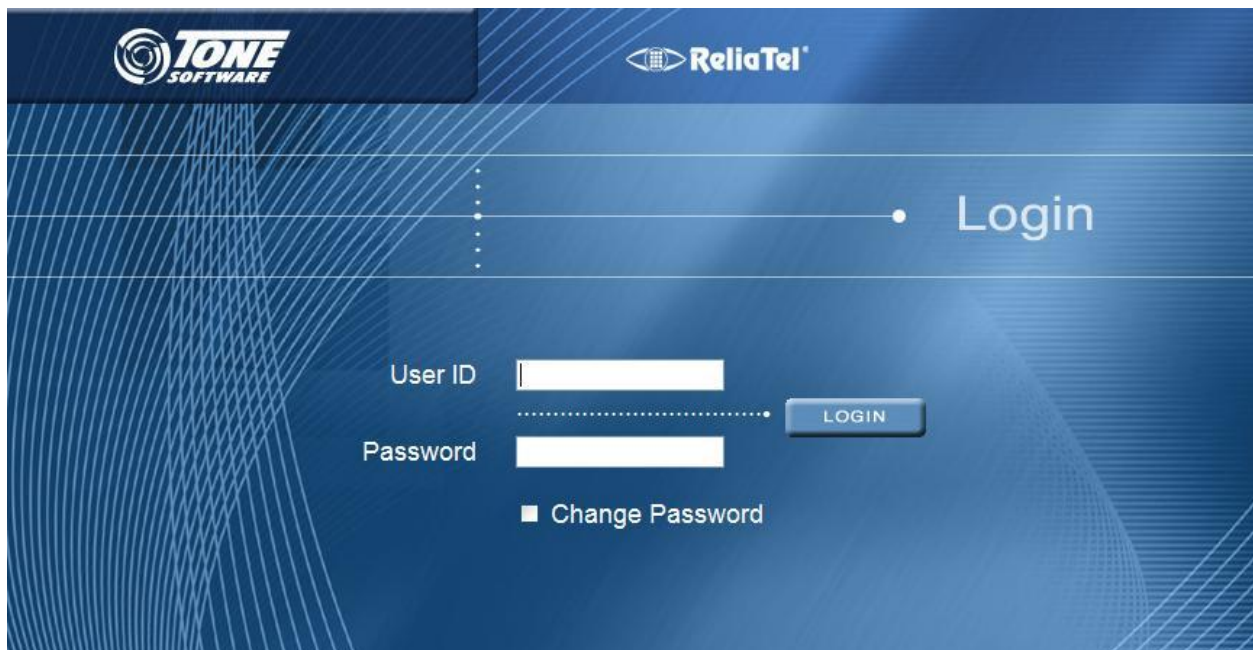 TONE
SOFTWARE
ReliaTel®
Login
User ID
LOGIN
Password
Change Password